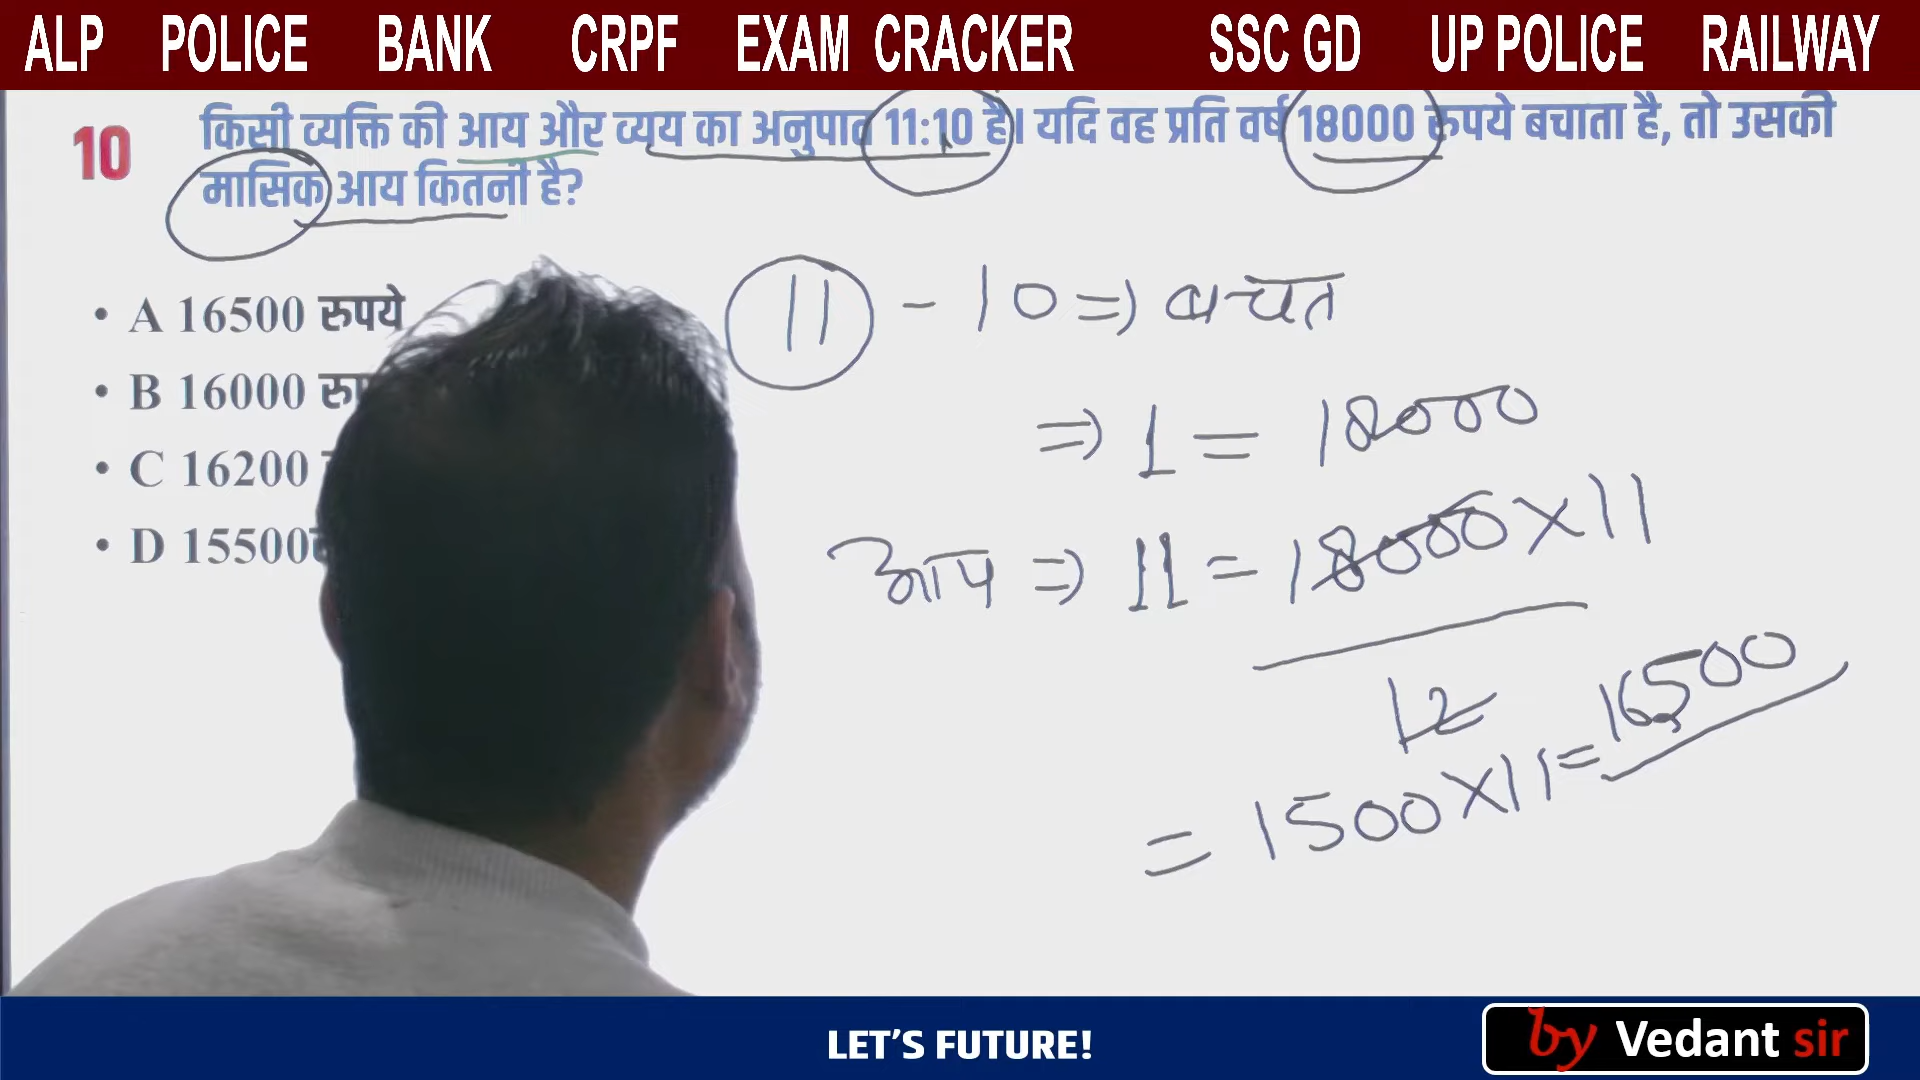 ALP POLICE BANK CRPF EXAM CRACKER SSC GD UP POLICE RAILWAY
10 किसी व्यक्ति की आय और व्यय का अनुपात 11:10 है। यदि वह प्रति वर्ष 18000 रुपये बचाता है, तो उसकी
मासिक आय कितनी है?
• A 16500 रुपये
• B 16000
• C 16200
• D 15500
11 - 10 => बचत
=> 1 = 18000
आय => 11 = 18000 × 11
12
= 1500 × 11 = 16500
LET'S FUTURE!
by Vedant sir